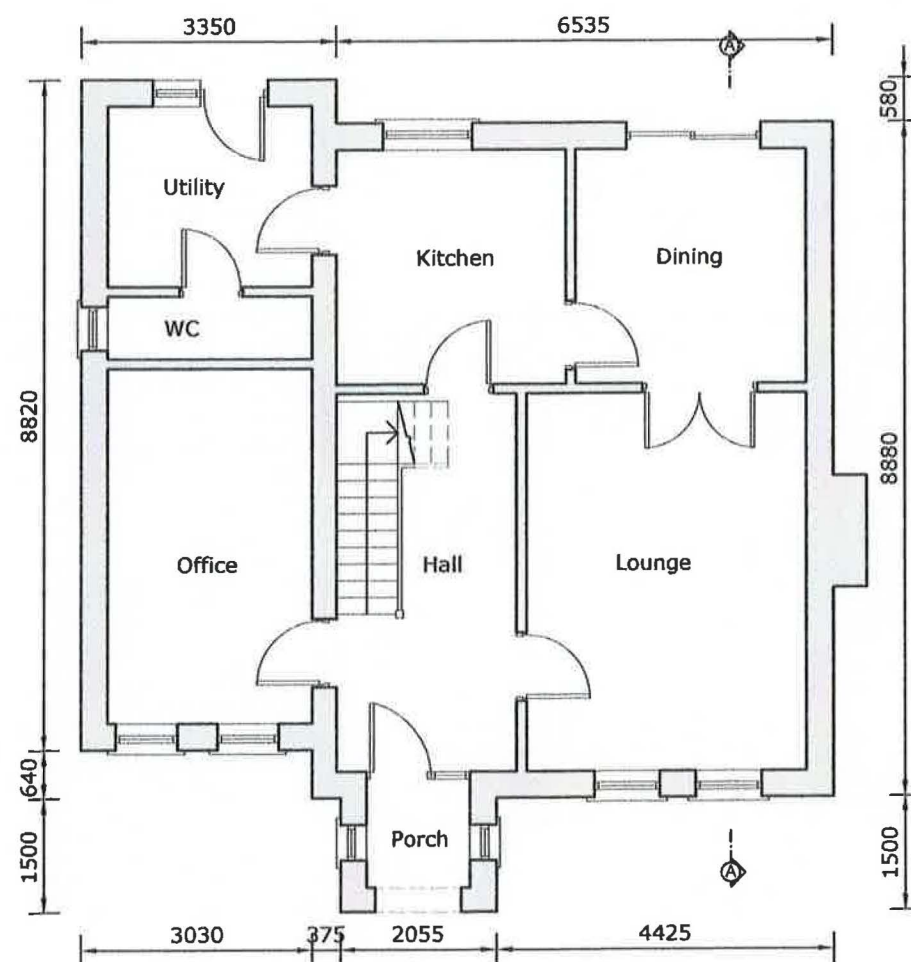 3350
6535
A
580
Utility
Kitchen
Dining
WC
8820
8880
Office
Hall
Lounge
640
1500
Porch
1500
A
3030
375
2055
4425